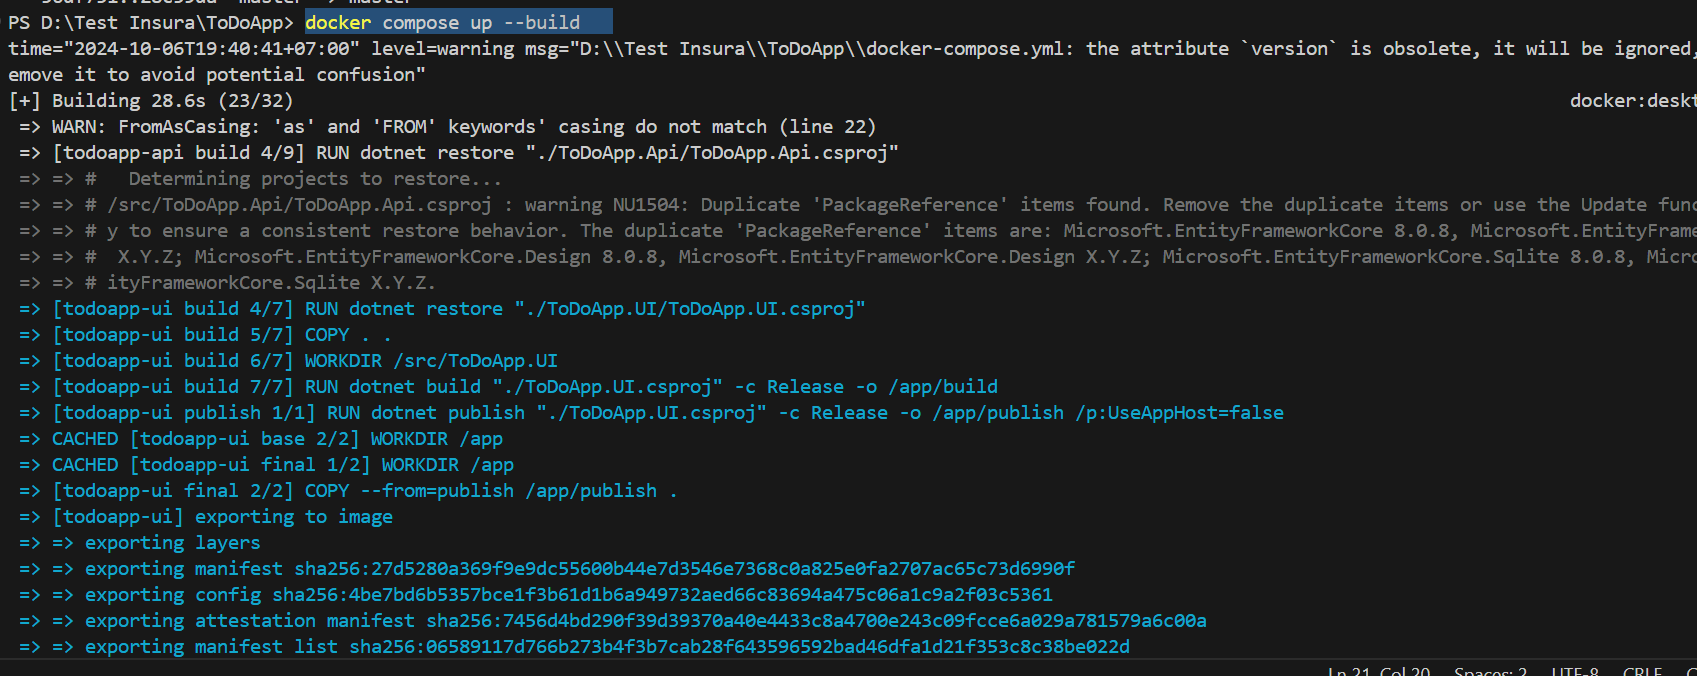 PS D:\Test Insura\ToDoApp> docker compose up --build
time="2024-10-06T19:40:41+07:00" level=warning msg="D:\\Test Insura\\ToDoApp\\docker-compose.yml: the attribute `version` is obsolete, it will be ignored,
emove it to avoid potential confusion"
[+] Building 28.6s (23/32) docker:deskt
=> WARN: FromAsCasing: 'as' and 'FROM' keywords' casing do not match (line 22)
=> [todoapp-api build 4/9] RUN dotnet restore "./ToDoApp.Api/ToDoApp.Api.csproj"
=> => # Determining projects to restore...
=> => # /src/ToDoApp.Api/ToDoApp.Api.csproj : warning NU1504: Duplicate 'PackageReference' items found. Remove the duplicate items or use the Update func
=> => # y to ensure a consistent restore behavior. The duplicate 'PackageReference' items are: Microsoft.EntityFrameworkCore 8.0.8, Microsoft.EntityFrame
=> => # X.Y.Z; Microsoft.EntityFrameworkCore.Design 8.0.8, Microsoft.EntityFrameworkCore.Design X.Y.Z; Microsoft.EntityFrameworkCore.Sqlite 8.0.8, Micro
=> => # ityFrameworkCore.Sqlite X.Y.Z.
=> [todoapp-ui build 4/7] RUN dotnet restore "./ToDoApp.UI/ToDoApp.UI.csproj"
=> [todoapp-ui build 5/7] COPY . .
=> [todoapp-ui build 6/7] WORKDIR /src/ToDoApp.UI
=> [todoapp-ui build 7/7] RUN dotnet build "./ToDoApp.UI.csproj" -c Release -o /app/build
=> [todoapp-ui publish 1/1] RUN dotnet publish "./ToDoApp.UI.csproj" -c Release -o /app/publish /p:UseAppHost=false
=> CACHED [todoapp-ui base 2/2] WORKDIR /app
=> CACHED [todoapp-ui final 1/2] WORKDIR /app
=> [todoapp-ui final 2/2] COPY --from=publish /app/publish .
=> [todoapp-ui] exporting to image
=> => exporting layers
=> => exporting manifest sha256:27d5280a369f9e9dc55600b44e7d3546e7368c0a825e0fa2707ac65c73d6990f
=> => exporting config sha256:4be7bd6b5357bce1f3b61d1b6a949732aed66c83694a475c06a1c9a2f03c5361
=> => exporting attestation manifest sha256:7456d4bd290f39d39370a40e4433c8a4700e243c09fcce6a029a781579a6c00a
=> => exporting manifest list sha256:06589117d766b273b4f3b7cab28f643596592bad46dfa1d21f353c8c38be022d
Ln 21, Col 20 Spaces: 2 UTF-8 CRLF